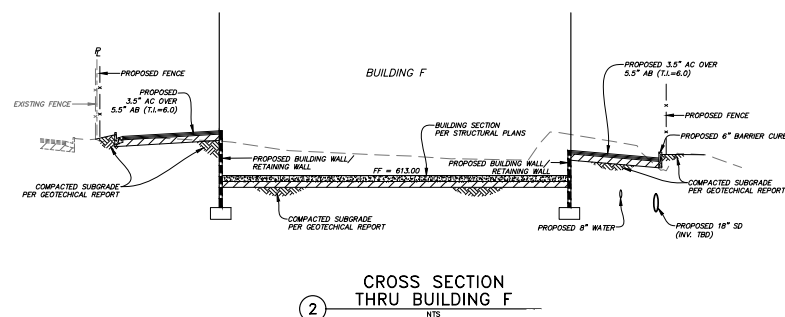 PL
PROPOSED FENCE
EXISTING FENCE
PROPOSED
3.5" AC OVER
5.5" AB (T.I.=6.0)
BUILDING F
PROPOSED 3.5" AC OVER
5.5" AB (T.I.=6.0)
PROPOSED FENCE
PROPOSED 6" BARRIER CURB
BUILDING SECTION
PER STRUCTURAL PLANS
PROPOSED BUILDING WALL/
RETAINING WALL
FF = 613.00
PROPOSED BUILDING WALL/
RETAINING WALL
COMPACTED SUBGRADE
PER GEOTECHICAL REPORT
COMPACTED SUBGRADE
PER GEOTECHICAL REPORT
COMPACTED SUBGRADE
PER GEOTECHICAL REPORT
PROPOSED 8" WATER
PROPOSED 18" SD
(INV. TBD)
2
CROSS SECTION
THRU BUILDING F
NTS